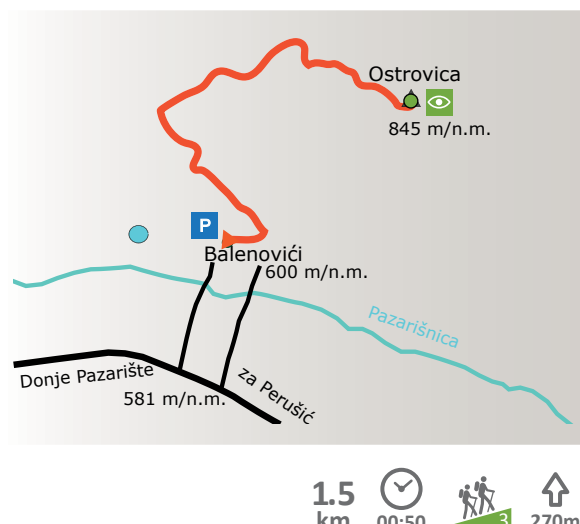 Ostrovica
845 m/n.m.
P
Balenovići
600 m/n.m.
Pazarišnica
Donje Pazarište
za Perušić
581 m/n.m.
1.5
km
00:50
3
270m